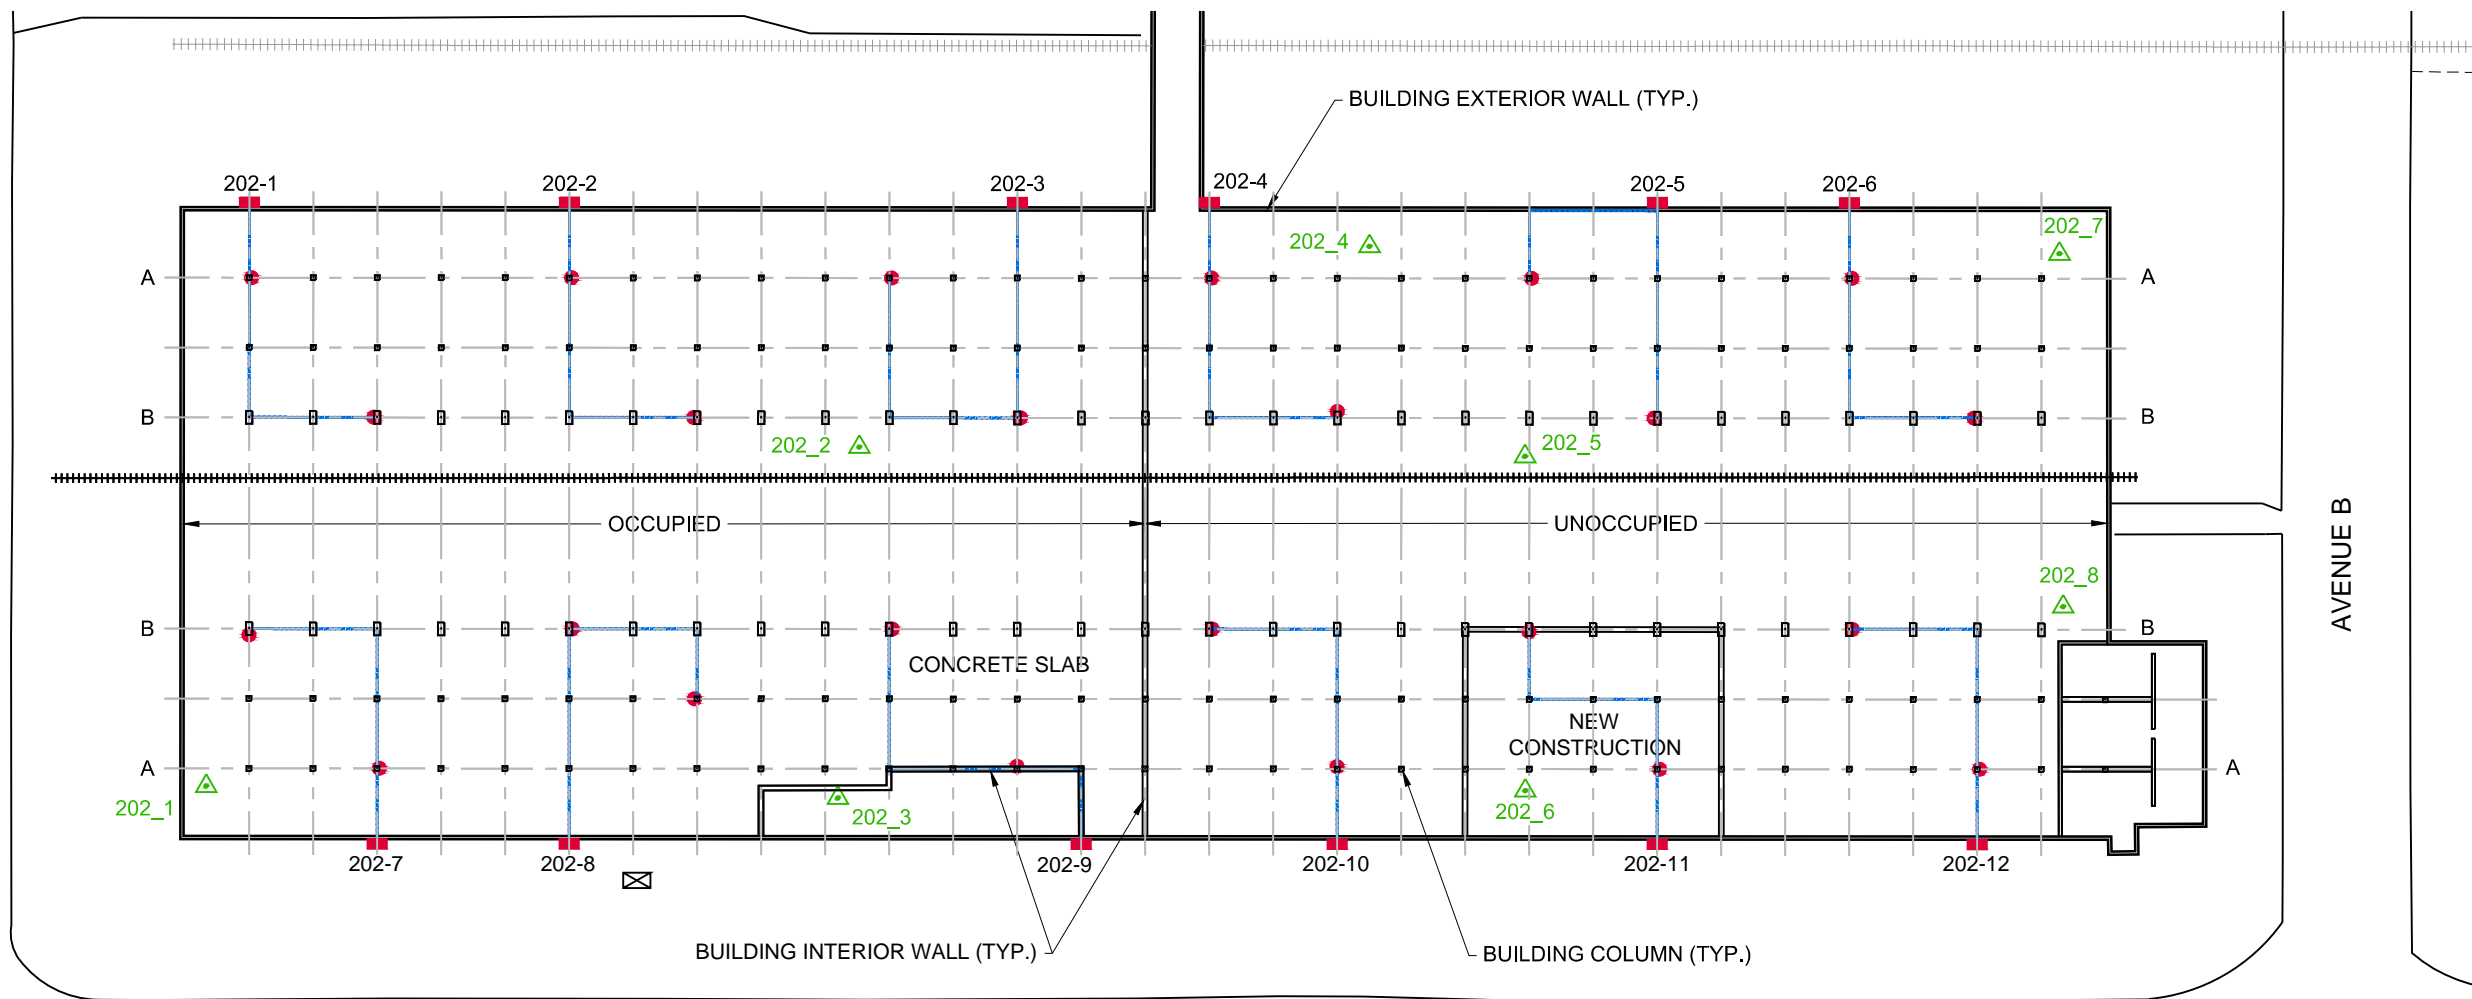 BUILDING EXTERIOR WALL (TYP.)
202-1
202-2
202-3
202-4
202-5
202-6
202_4
202_7
A
A
B
B
202_2
202_5
OCCUPIED
UNOCCUPIED
AVENUE B
202_8
B
B
CONCRETE SLAB
NEW
CONSTRUCTION
A
A
202_1
202_3
202_6
202-7
202-8
202-9
202-10
202-11
202-12
BUILDING INTERIOR WALL (TYP.)
BUILDING COLUMN (TYP.)